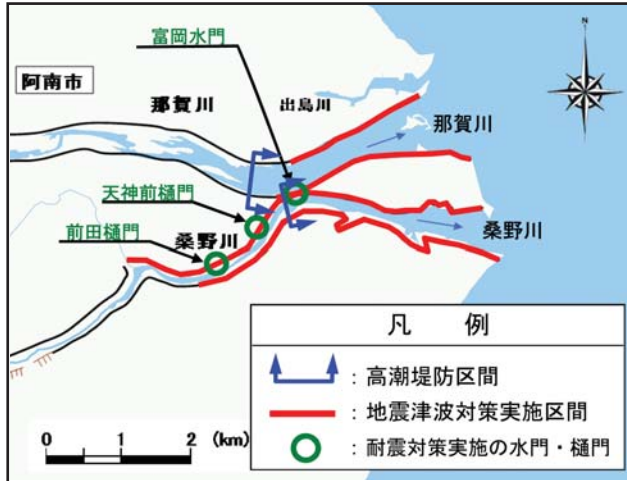 富岡水門
N
阿南市
那賀川
出島川
那賀川
天神前樋門
前田樋門
桑野川
桑野川
凡 例
：高潮堤防区間
：地震津波対策実施区間
：耐震対策実施の水門・樋門
0 1 2 (km)